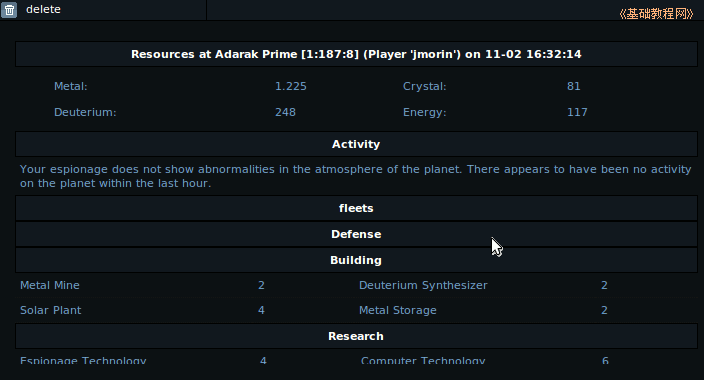 delete
《基础教程网》
Resources at Adarak Prime [1:187:8] (Player 'jmorin') on 11-02 16:32:14
Metal: 1.225 Crystal: 81
Deuterium: 248 Energy: 117
Activity
Your espionage does not show abnormalities in the atmosphere of the planet. There appears to have been no activity
on the planet within the last hour.
fleets
Defense
Building
Metal Mine 2 Deuterium Synthesizer 2
Solar Plant 4 Metal Storage 2
Research
Espionage Technology 4 Computer Technology 6